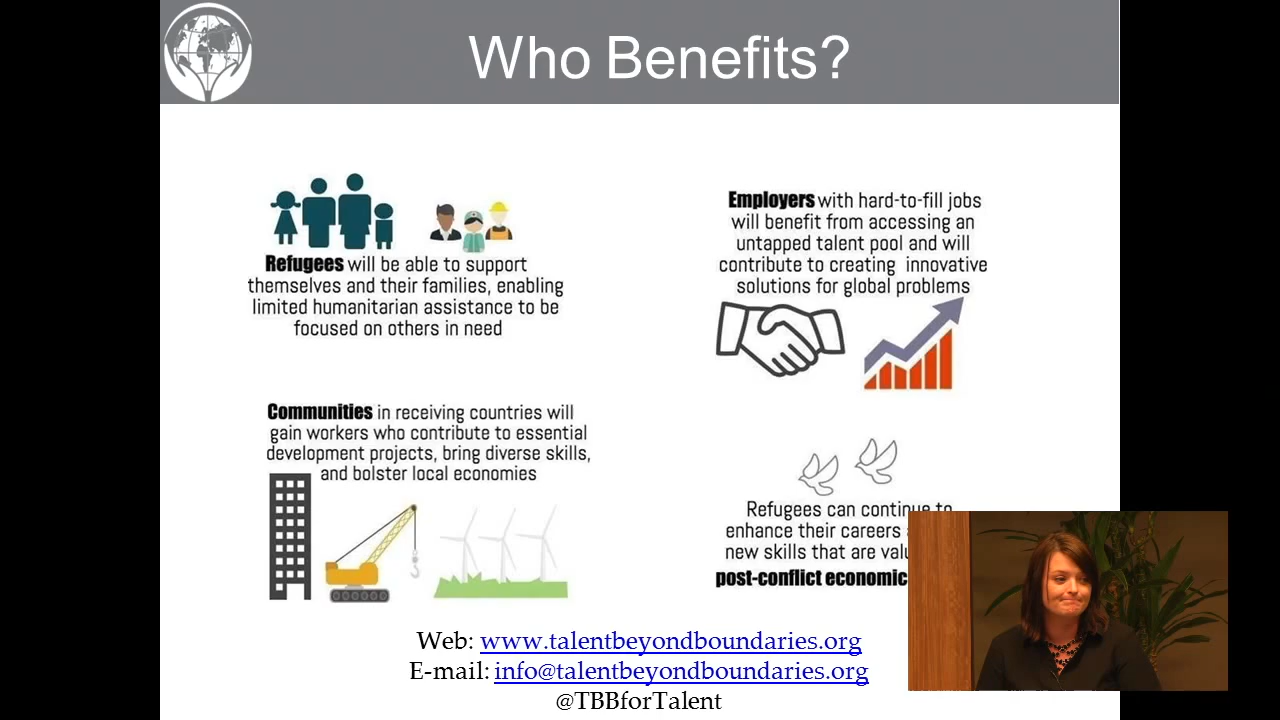 Who Benefits?
Refugees will be able to support
themselves and their families, enabling
limited humanitarian assistance to be
focused on others in need
Employers with hard-to-fill jobs
will benefit from accessing an
untapped talent pool and will
contribute to creating innovative
solutions for global problems
Communities in receiving countries will
gain workers who contribute to essential
development projects, bring diverse skills,
and bolster local economies
Refugees can continue to
enhance their careers
new skills that are
post-conflict
Web: www.talentbeyondboundaries.org
E-mail: info@talentbeyondboundaries.org
@TBBforTalent